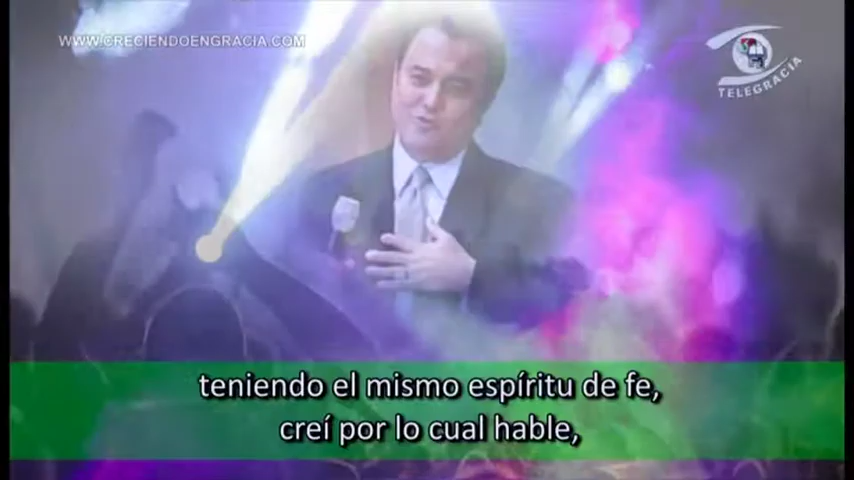 WWW.CRECIENDOENGRACIA.COM
TELEGRACIA
teniendo el mismo espíritu de fe,
creí por lo cual hable,